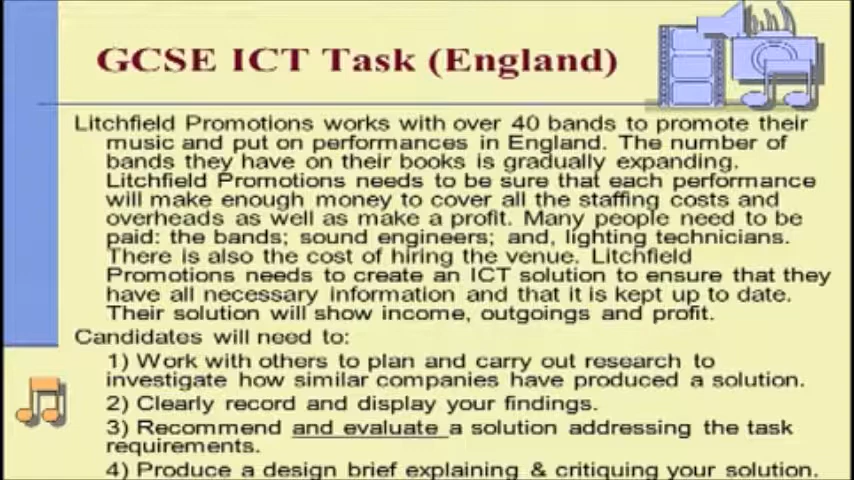 GCSE ICT Task (England)
Litchfield Promotions works with over 40 bands to promote their
music and put on performances in England. The number of
bands they have on their books is gradually expanding.
Litchfield Promotions needs to be sure that each performance
will make enough money to cover all the staffing costs and
overheads as well as make a profit. Many people need to be
paid: the bands; sound engineers; and, lighting technicians.
There is also the cost of hiring the venue. Litchfield
Promotions needs to create an ICT solution to ensure that they
have all necessary information and that it is kept up to date.
Their solution will show income, outgoings and profit.
Candidates will need to:
1) Work with others to plan and carry out research to
investigate how similar companies have produced a solution.
2) Clearly record and display your findings.
3) Recommend and evaluate a solution addressing the task
requirements.
4) Produce a design brief explaining & critiquing your solution.